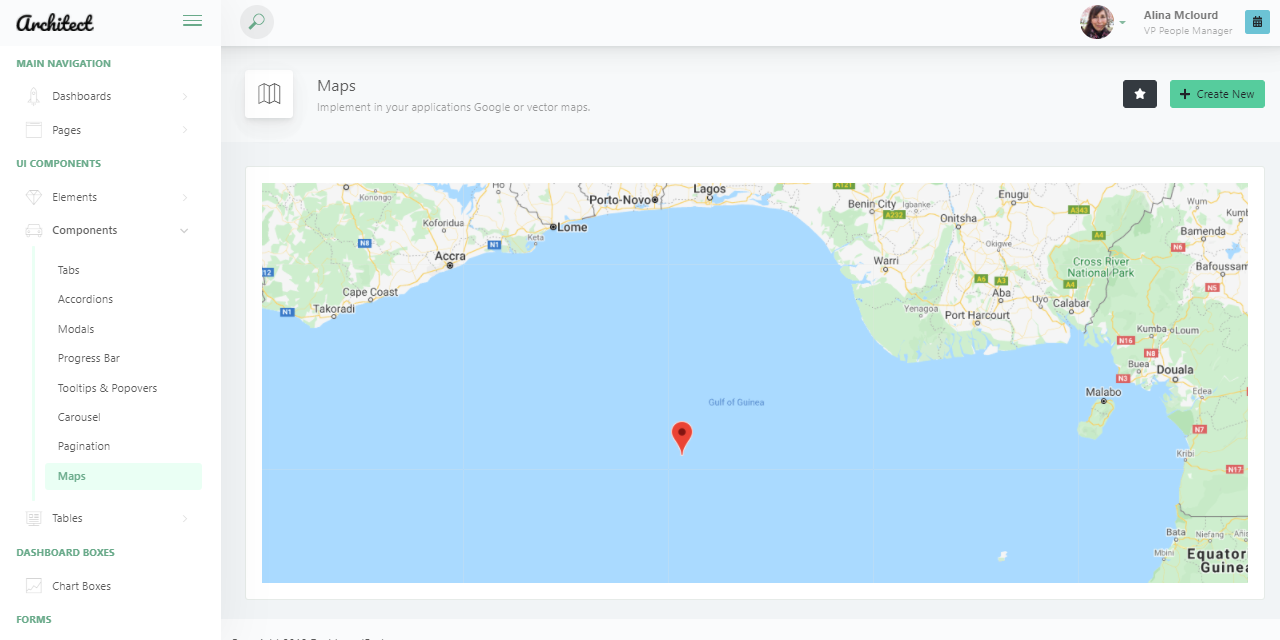 Architect
Alina Mclourd
VP People Manager
MAIN NAVIGATION
Dashboards
Pages
UI COMPONENTS
Elements
Components
Tabs
Accordions
Modals
Progress Bar
Tooltips & Popovers
Carousel
Pagination
Maps
Tables
DASHBOARD BOXES
Chart Boxes
FORMS
Maps
Implement in your applications Google or vector maps.
Create New
Konongo
Ho
Porto-Novo
Lagos
A121
Benin City
Igbanke
A232
Enugu
A343
Wum
Onitsha
Koforidua
Lome
Keta
N8
N1
A4
Bamenda
Okigwe
N6
Accra
Warri
Cross River
National Park
Bafoussam
Cape Coast
A6
A3
A4
N5
Aba
Takoradi
N1
Yenagoa
Port Harcourt
Uyo
Calabar
Kumba
Loum
N16
N8
Buea
Douala
N3
Malabo
Edea
Gulf of Guinea
N7
Kribi
N17
Bata
Niefang
Mbini
Equator
Guinea